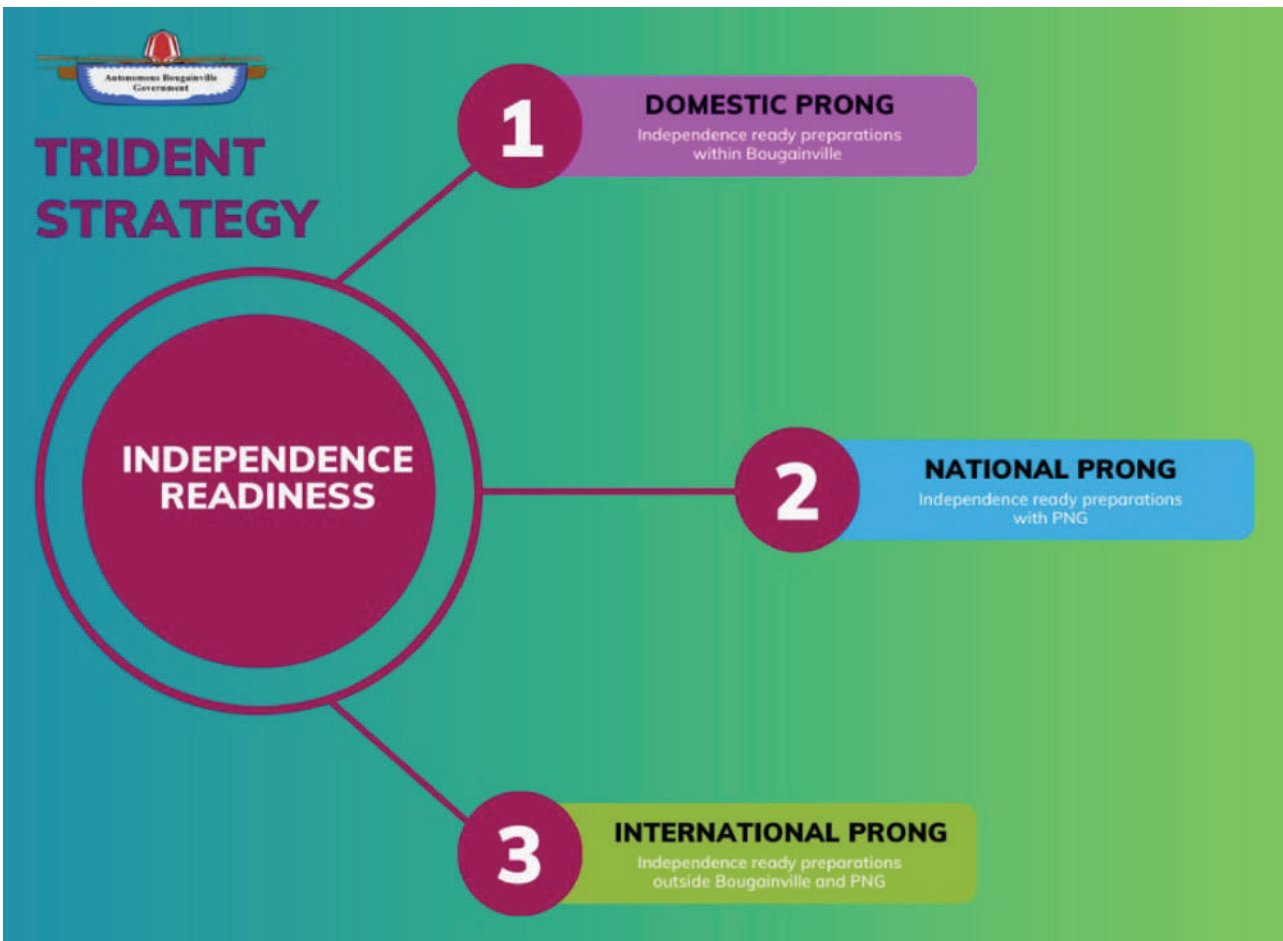 Autonomous Bougainville
Government
TRIDENT
STRATEGY
INDEPENDENCE
READINESS
1
DOMESTIC PRONG
Independence ready preparations
within Bougainville
2
NATIONAL PRONG
Independence ready preparations
with PNG
3
INTERNATIONAL PRONG
Independence ready preparations
outside Bougainville and PNG